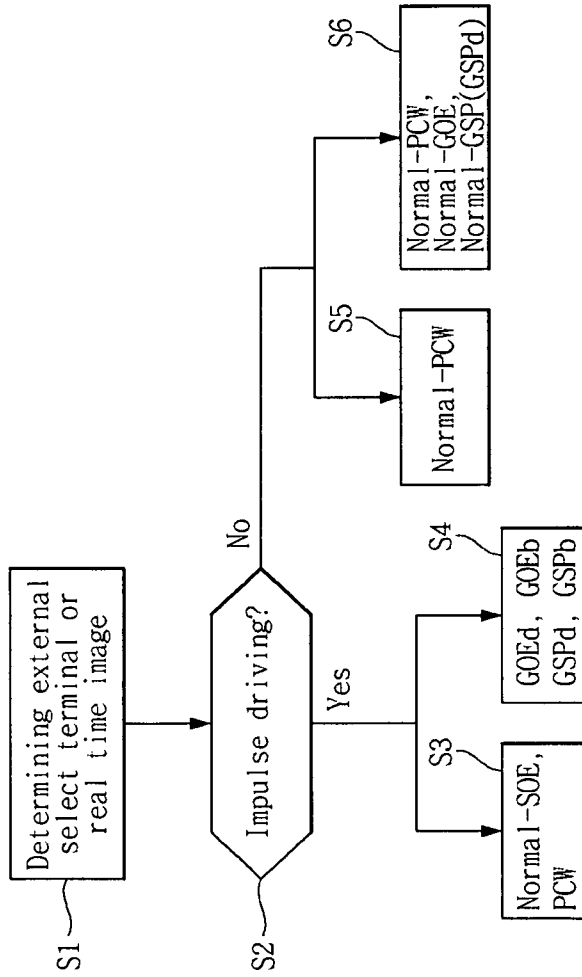 S1
Determining external
select terminal or
real time image
S2
Impulse driving?
No
Yes
S3
Normal-SOE,
PCW
S4
GOEd, GOEb
GSPd, GSPb
S5
Normal-PCW
S6
Normal-PCW,
Normal-GOE,
Normal-GSP(GSPd)